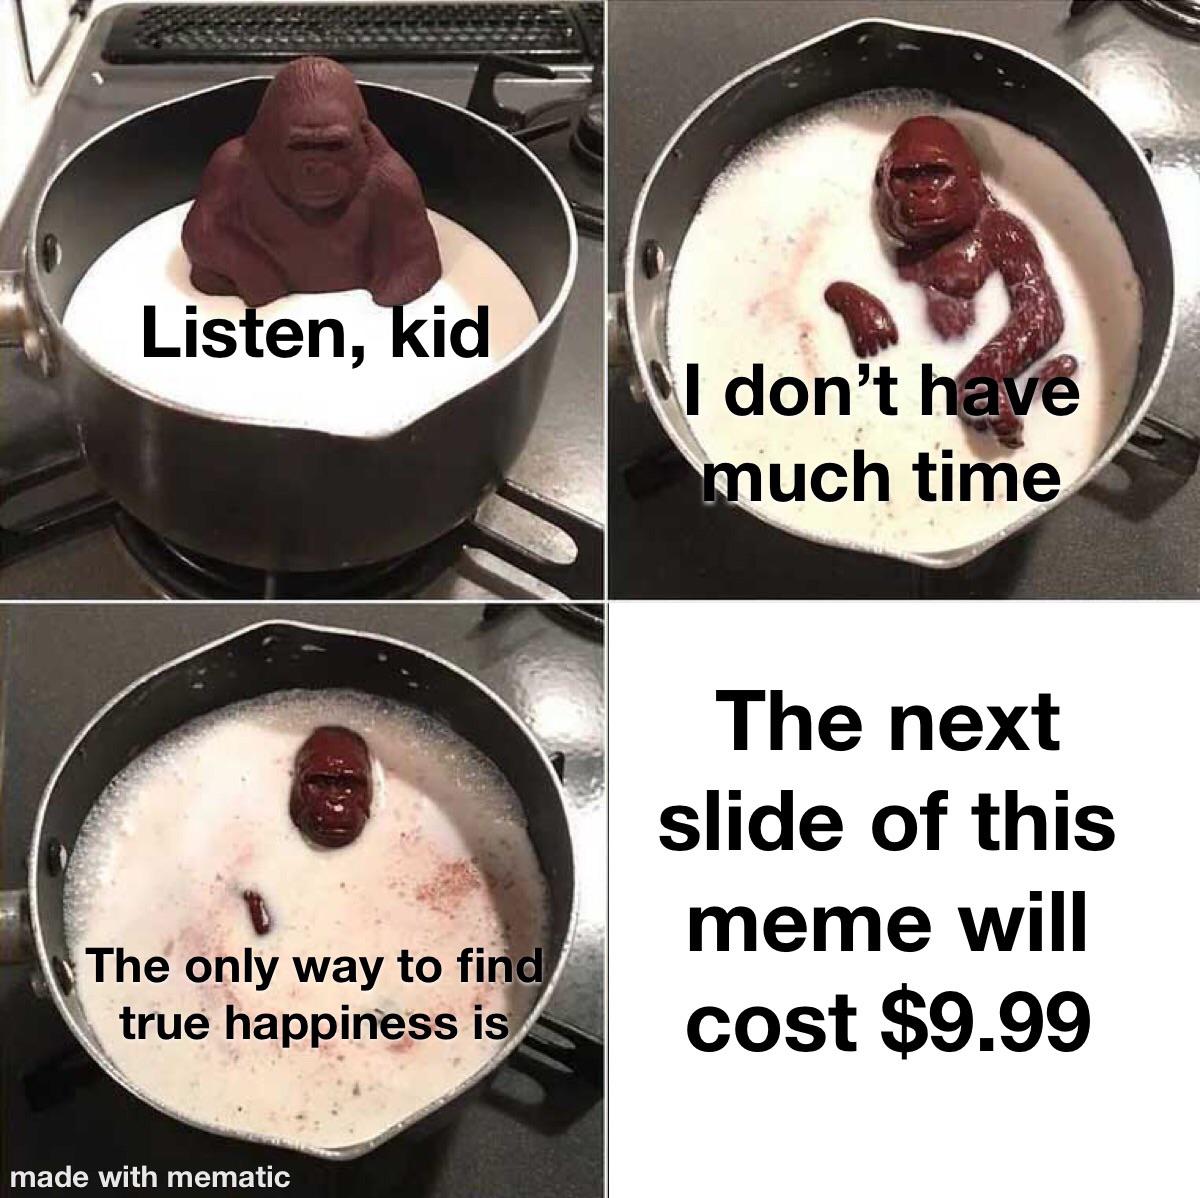 Listen, kid
I don't have
much time
The only way to find
true happiness is
The next
slide of this
meme will
cost $9.99
made with mematic